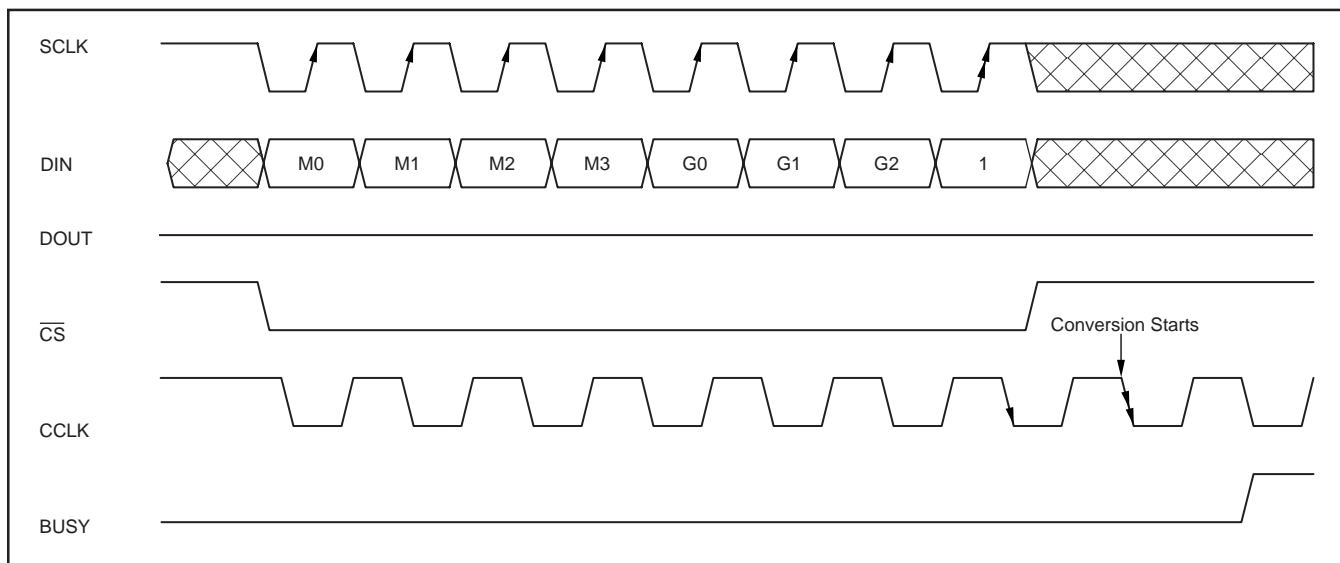 SCLK
DIN
M0 M1 M2 M3 G0 G1 G2 1
DOUT
CS
Conversion Starts
CCLK
BUSY